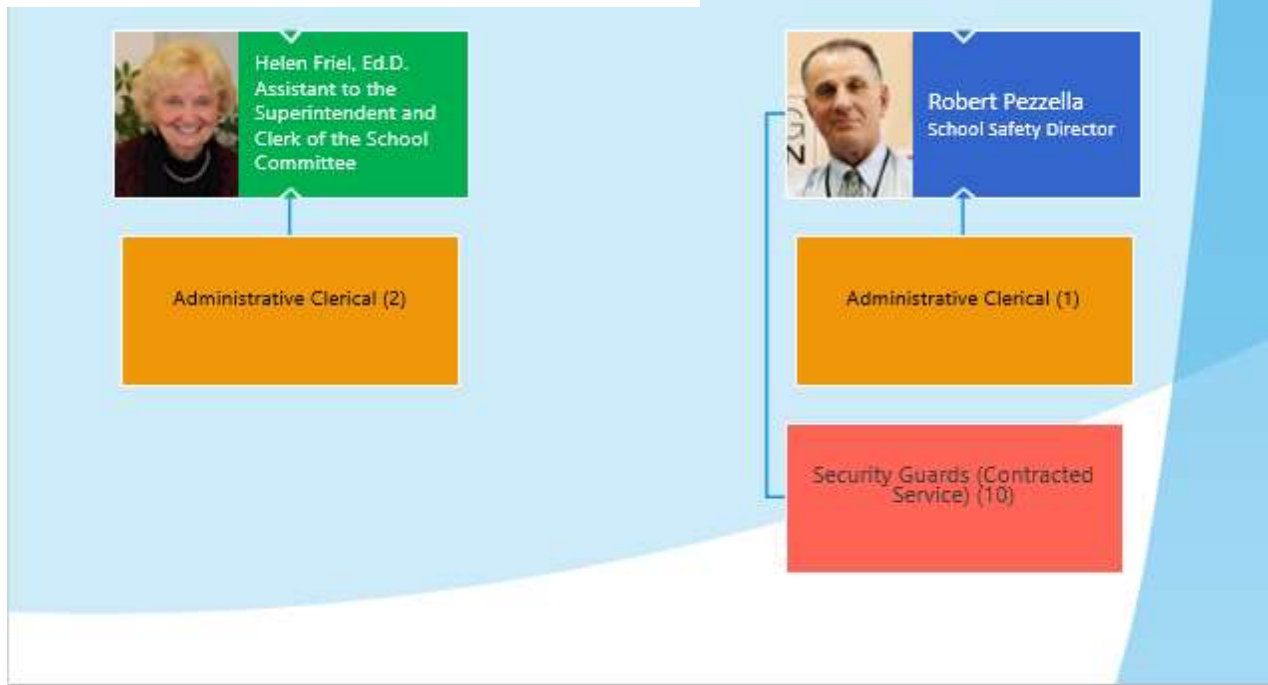 Helen Friel, Ed.D.
Assistant to the
Superintendent and
Clerk of the School
Committee
Robert Pezzella
School Safety Director
Administrative Clerical (2)
Administrative Clerical (1)
Security Guards (Contracted
Service) (10)